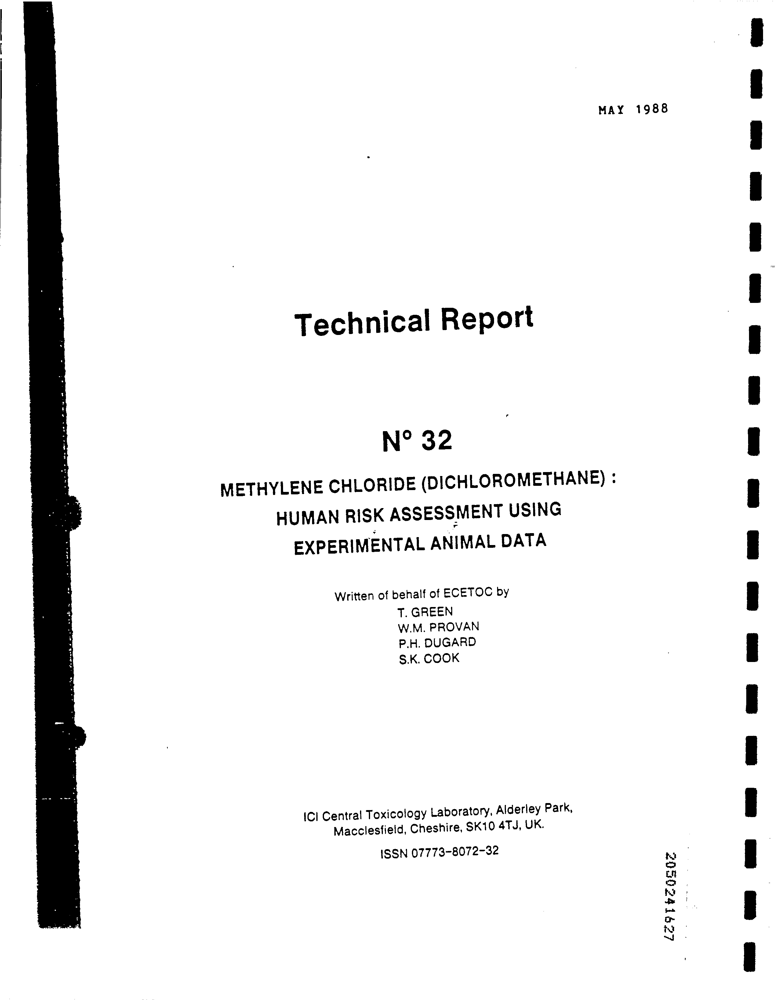 MAY 1988
Technical Report
N° 32
METHYLENE CHLORIDE (DICHLOROMETHANE) :
HUMAN RISK ASSESSMENT USING
EXPERIMENTAL ANIMAL DATA
Written of behalf of ECETOC by
T. GREEN
W.M. PROVAN
P.H. DUGARD
S.K. COOK
ICI Central Toxicology Laboratory, Alderley Park,
Macclesfield, Cheshire, SK10 4TJ, UK.
ISSN 07773-8072-32
2050241627